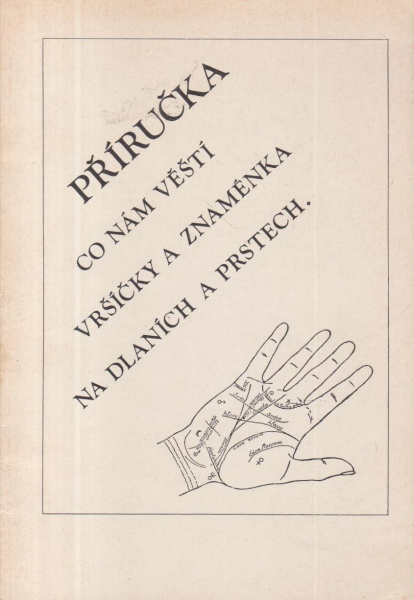 PŘÍRUČKA
CO NÁM VĚŠTÍ
VRŠÍČKY A ZNAMÉNKA
NA DLANÍCH A PRSTECH.